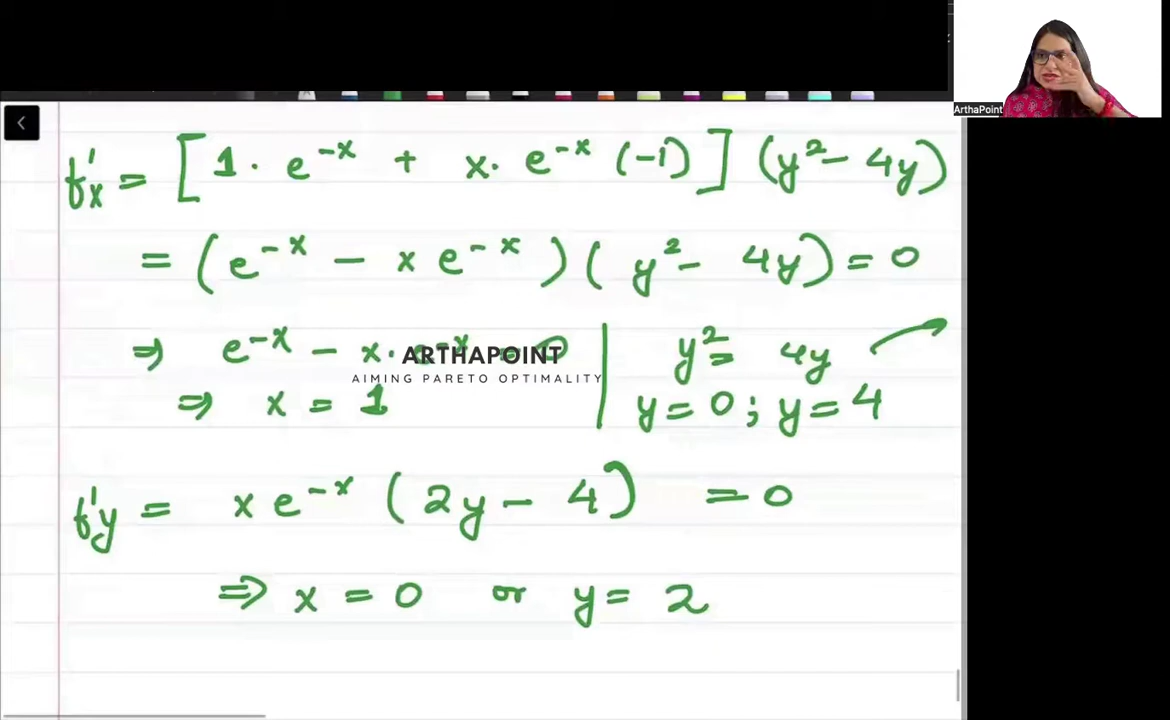 ArthaPoint
f'x = [1 · e^-x + x · e^-x (-1)] (y² - 4y)
= (e^-x - x e^-x) (y² - 4y) = 0
⇒ e^-x - x · e^-x = 0 | y² = 4y
ARTHAPOINT
AIMING PARETO OPTIMALITY
⇒ x = 1 | y = 0 ; y = 4
f'y = x e^-x (2y - 4) = 0
⇒ x = 0 or y = 2